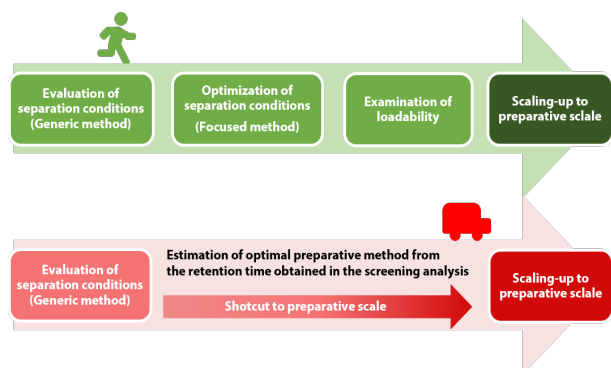 Evaluation of
separation conditions
(Generic method)
Optimization of
separation conditions
(Focused method)
Examination of
loadability
Scaling-up to
preparative sclale
Estimation of optimal preparative method from
the retention time obtained in the screening analysis
Evaluation of
separation conditions
(Generic method)
Shotcut to preparative scale
Scaling-up to
preparative sclale